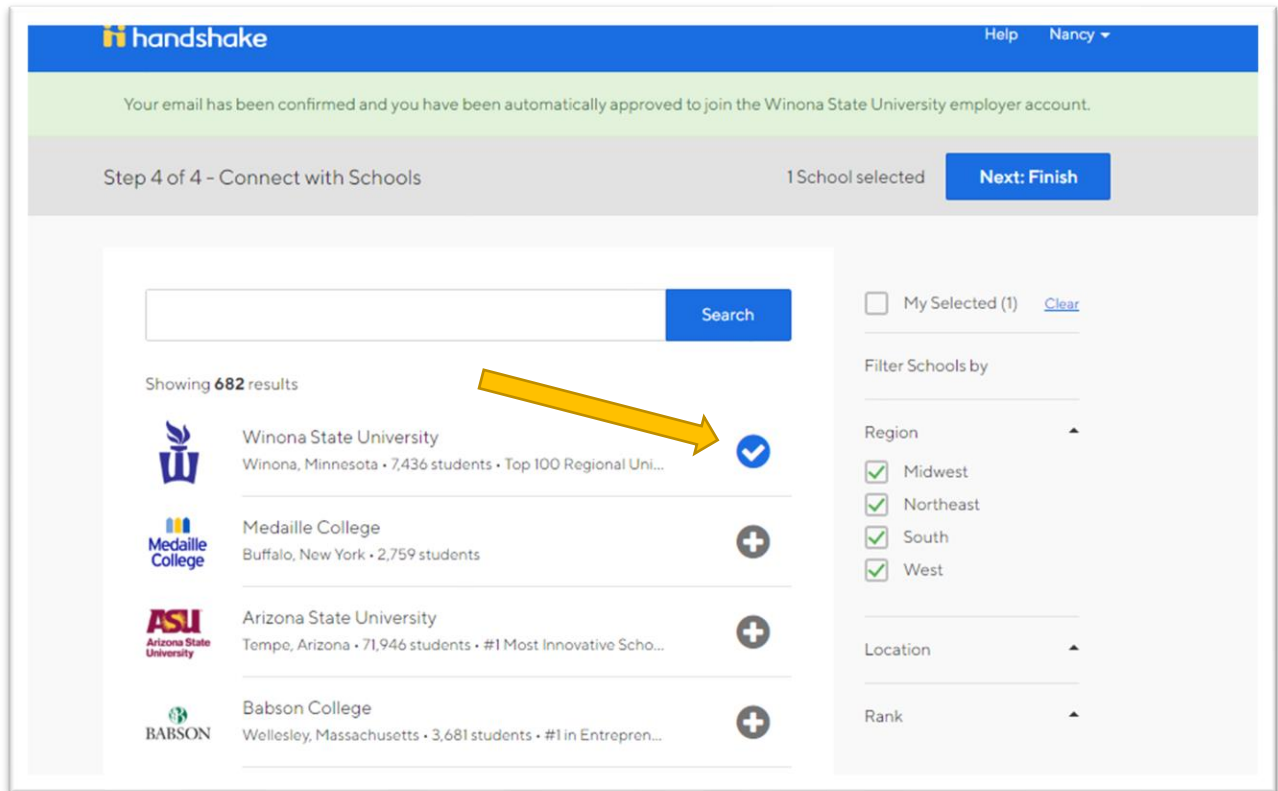 handshake
Help Nancy
Your email has been confirmed and you have been automatically approved to join the Winona State University employer account.
Step 4 of 4 - Connect with Schools
1 School selected
Next: Finish
Search
My Selected (1) Clear
Showing 682 results
Filter Schools by
Winona State University
Winona, Minnesota • 7,436 students • Top 100 Regional Uni...
Region
Midwest
Northeast
South
West
Medaille
College
Medaille College
Buffalo, New York • 2,759 students
ASU
Arizona State
University
Arizona State University
Tempe, Arizona • 71,946 students • #1 Most Innovative Scho...
Location
BABSON
Babson College
Wellesley, Massachusetts • 3,681 students • #1 in Entrepren...
Rank